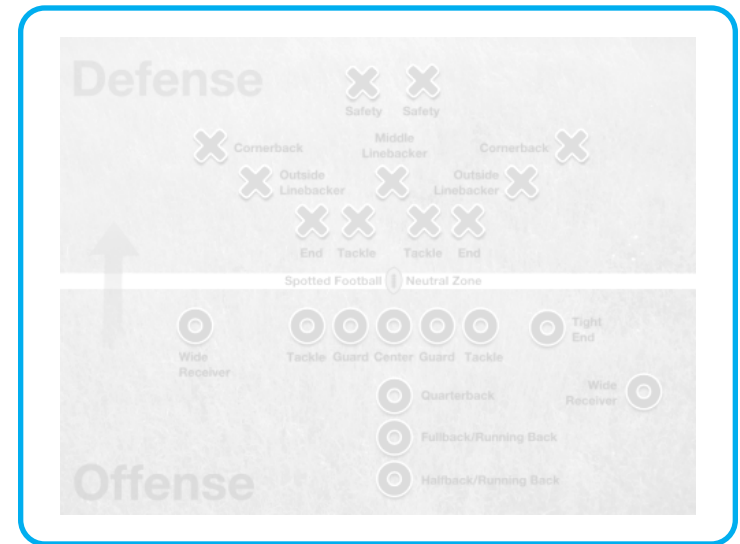 Defense
Safety Safety
Cornerback
Middle
Linebacker
Cornerback
Outside
Linebacker
Outside
Linebacker
End Tackle Tackle End
Spotted Football Neutral Zone
Tight
End
Wide
Receiver
Tackle Guard Center Guard Tackle
Wide
Receiver
Quarterback
Fullback/Running Back
Halfback/Running Back
Offense